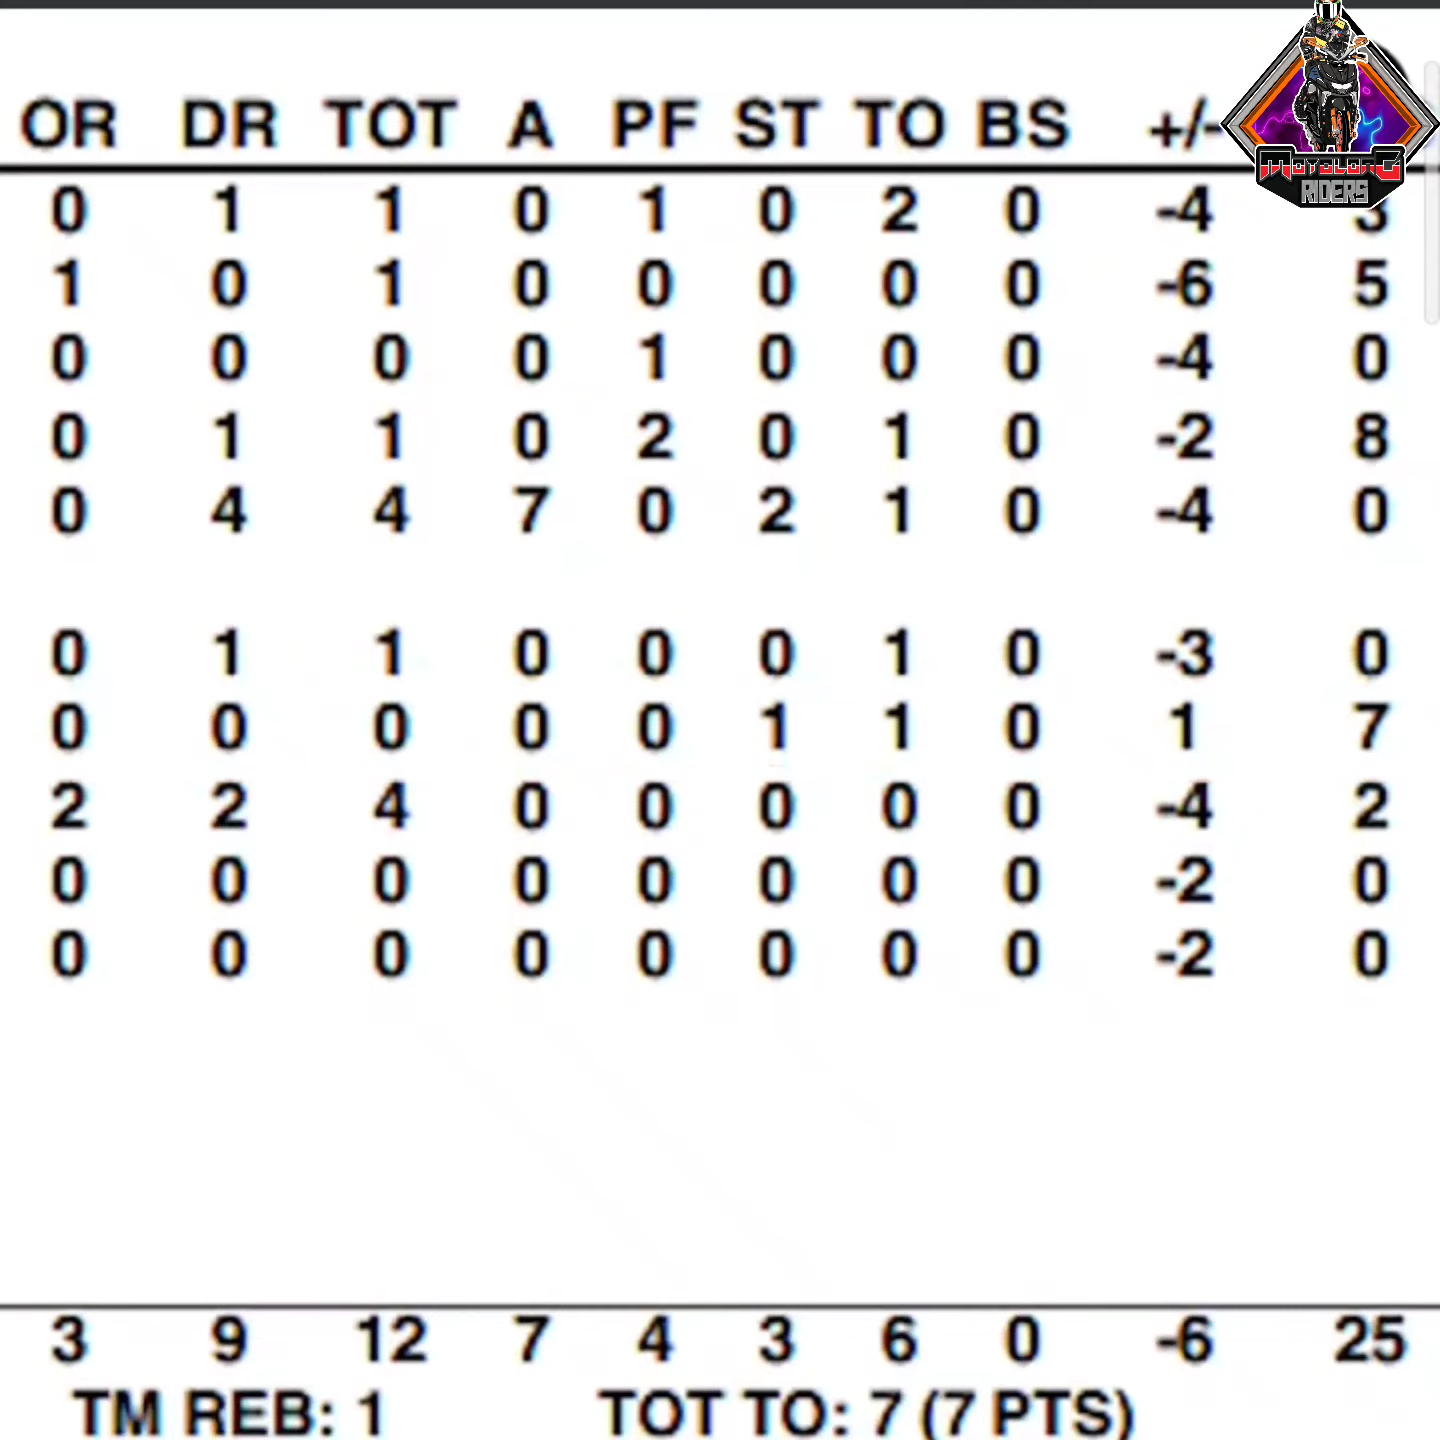 OR DR TOT A PF ST TO BS +/-
0 1 1 0 1 0 2 0 -4 3
1 0 1 0 0 0 0 0 -6 5
0 0 0 0 1 0 0 0 -4 0
0 1 1 0 2 0 1 0 -2 8
0 4 4 7 0 2 1 0 -4 0
0 1 1 0 0 0 1 0 -3 0
0 0 0 0 0 1 1 0 1 7
2 2 4 0 0 0 0 0 -4 2
0 0 0 0 0 0 0 0 -2 0
0 0 0 0 0 0 0 0 -2 0
3 9 12 7 4 3 6 0 -6 25
TM REB: 1 TOT TO: 7 (7 PTS)
MOTOLONG
RIDERS